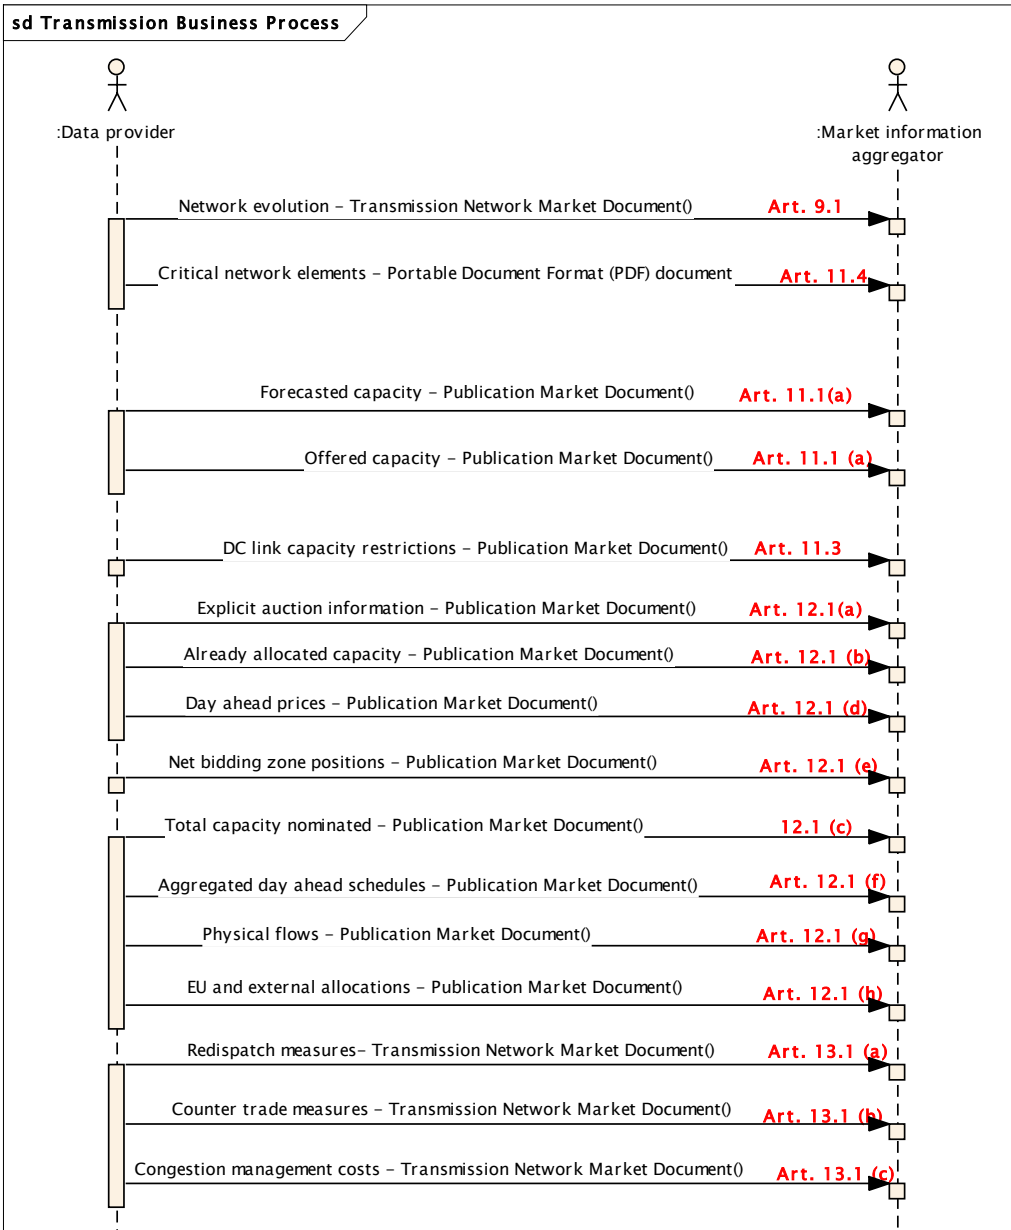 sd Transmission Business Process
:Data provider
:Market information
aggregator
Network evolution – Transmission Network Market Document() Art. 9.1
Critical network elements – Portable Document Format (PDF) document Art. 11.4
Forecasted capacity – Publication Market Document() Art. 11.1(a)
Offered capacity – Publication Market Document() Art. 11.1 (a)
DC link capacity restrictions – Publication Market Document() Art. 11.3
Explicit auction information – Publication Market Document() Art. 12.1(a)
Already allocated capacity – Publication Market Document() Art. 12.1 (b)
Day ahead prices – Publication Market Document() Art. 12.1 (d)
Net bidding zone positions – Publication Market Document() Art. 12.1 (e)
Total capacity nominated – Publication Market Document() 12.1 (c)
Aggregated day ahead schedules – Publication Market Document() Art. 12.1 (f)
Physical flows – Publication Market Document() Art. 12.1 (g)
EU and external allocations – Publication Market Document() Art. 12.1 (h)
Redispatch measures– Transmission Network Market Document() Art. 13.1 (a)
Counter trade measures – Transmission Network Market Document() Art. 13.1 (b)
Congestion management costs – Transmission Network Market Document() Art. 13.1 (c)